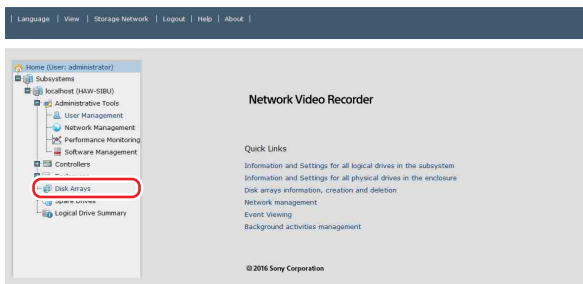 | Language | View | Storage Network | Logout | Help | About |
Home (User: administrator)
Subsystems
localhost (HAW-SIBU)
Administrative Tools
User Management
Network Management
Performance Monitoring
Software Management
Controllers
Disk Arrays
Spare Drives
Logical Drive Summary
Network Video Recorder
Quick Links
Information and Settings for all logical drives in the subsystem
Information and Settings for all physical drives in the enclosure
Disk arrays information, creation and deletion
Network management
Event Viewing
Background activities management
© 2016 Sony Corporation